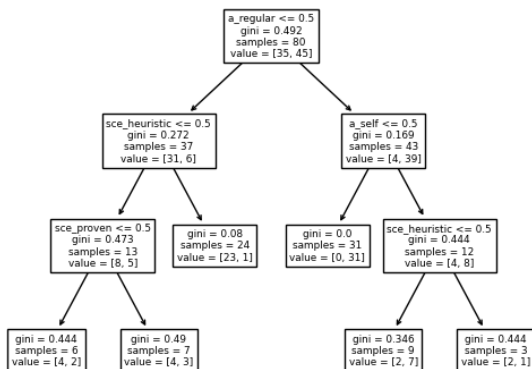 a_regular <= 0.5
gini = 0.492
samples = 80
value = [35, 45]
sce_heuristic <= 0.5
gini = 0.272
samples = 37
value = [31, 6]
a_self <= 0.5
gini = 0.169
samples = 43
value = [4, 39]
sce_proven <= 0.5
gini = 0.473
samples = 13
value = [8, 5]
gini = 0.08
samples = 24
value = [23, 1]
gini = 0.0
samples = 31
value = [0, 31]
sce_heuristic <= 0.5
gini = 0.444
samples = 12
value = [4, 8]
gini = 0.444
samples = 6
value = [4, 2]
gini = 0.49
samples = 7
value = [4, 3]
gini = 0.346
samples = 9
value = [2, 7]
gini = 0.444
samples = 3
value = [2, 1]